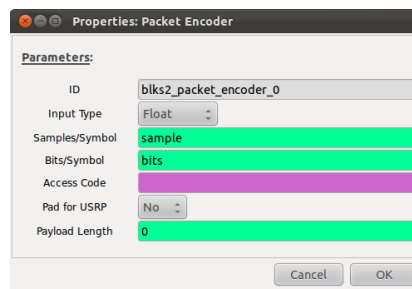 Properties: Packet Encoder
Parameters:
ID blks2_packet_encoder_0
Input Type Float
Samples/Symbol sample
Bits/Symbol bits
Access Code
Pad for USRP No
Payload Length 0
Cancel OK